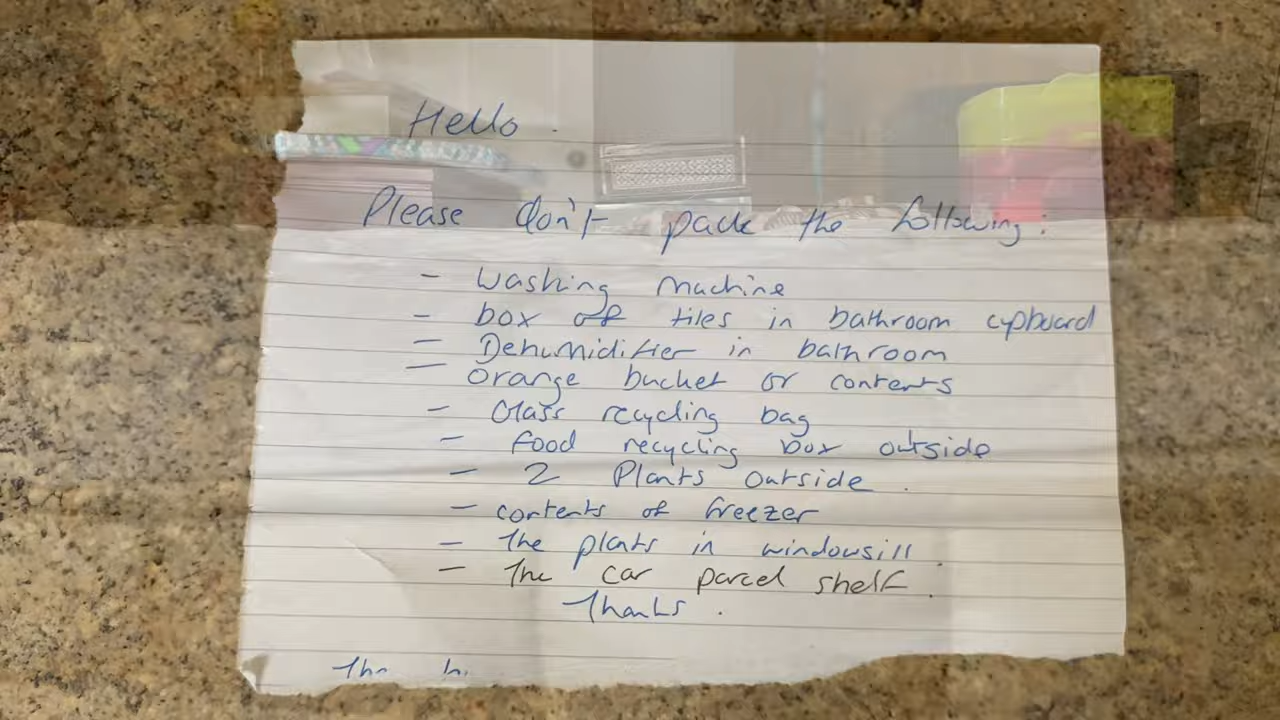 Hello.
Please don't pack the following:
- Washing Machine
- box of tiles in bathroom cupboard
- Dehumidifier in bathroom
- Orange bucket or contents
- Glass recycling bag
- Food recycling box outside
- 2 Plants outside.
- contents of freezer
- The plants in windowsill.
- The car parcel shelf.
Thanks.